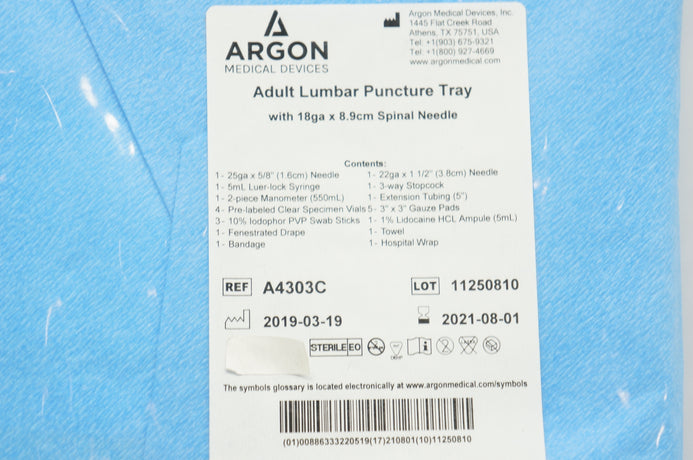 ARGON
MEDICAL DEVICES
Argon Medical Devices, Inc.
1445 Flat Creek Road
Athens, TX 75751, USA
Tel: +1(903) 675-9321
Tel: +1(800) 927-4669
www.argonmedical.com
Adult Lumbar Puncture Tray
with 18ga x 8.9cm Spinal Needle
Contents:
1- 25ga x 5/8" (1.6cm) Needle
1- 22ga x 1 1/2" (3.8cm) Needle
1- 5mL Luer-lock Syringe
1- 3-way Stopcock
1- 2-piece Manometer (550mL)
1- Extension Tubing (5")
4- Pre-labeled Clear Specimen Vials
5- 3" x 3" Gauze Pads
3- 10% Iodophor PVP Swab Sticks
1- 1% Lidocaine HCL Ampule (5mL)
1- Fenestrated Drape
1- Towel
1- Bandage
1- Hospital Wrap
REF A4303C
LOT 11250810
2019-03-19
2021-08-01
STERILE EO
The symbols glossary is located electronically at www.argonmedical.com/symbols
(01)00886333220519(17)210801(10)11250810